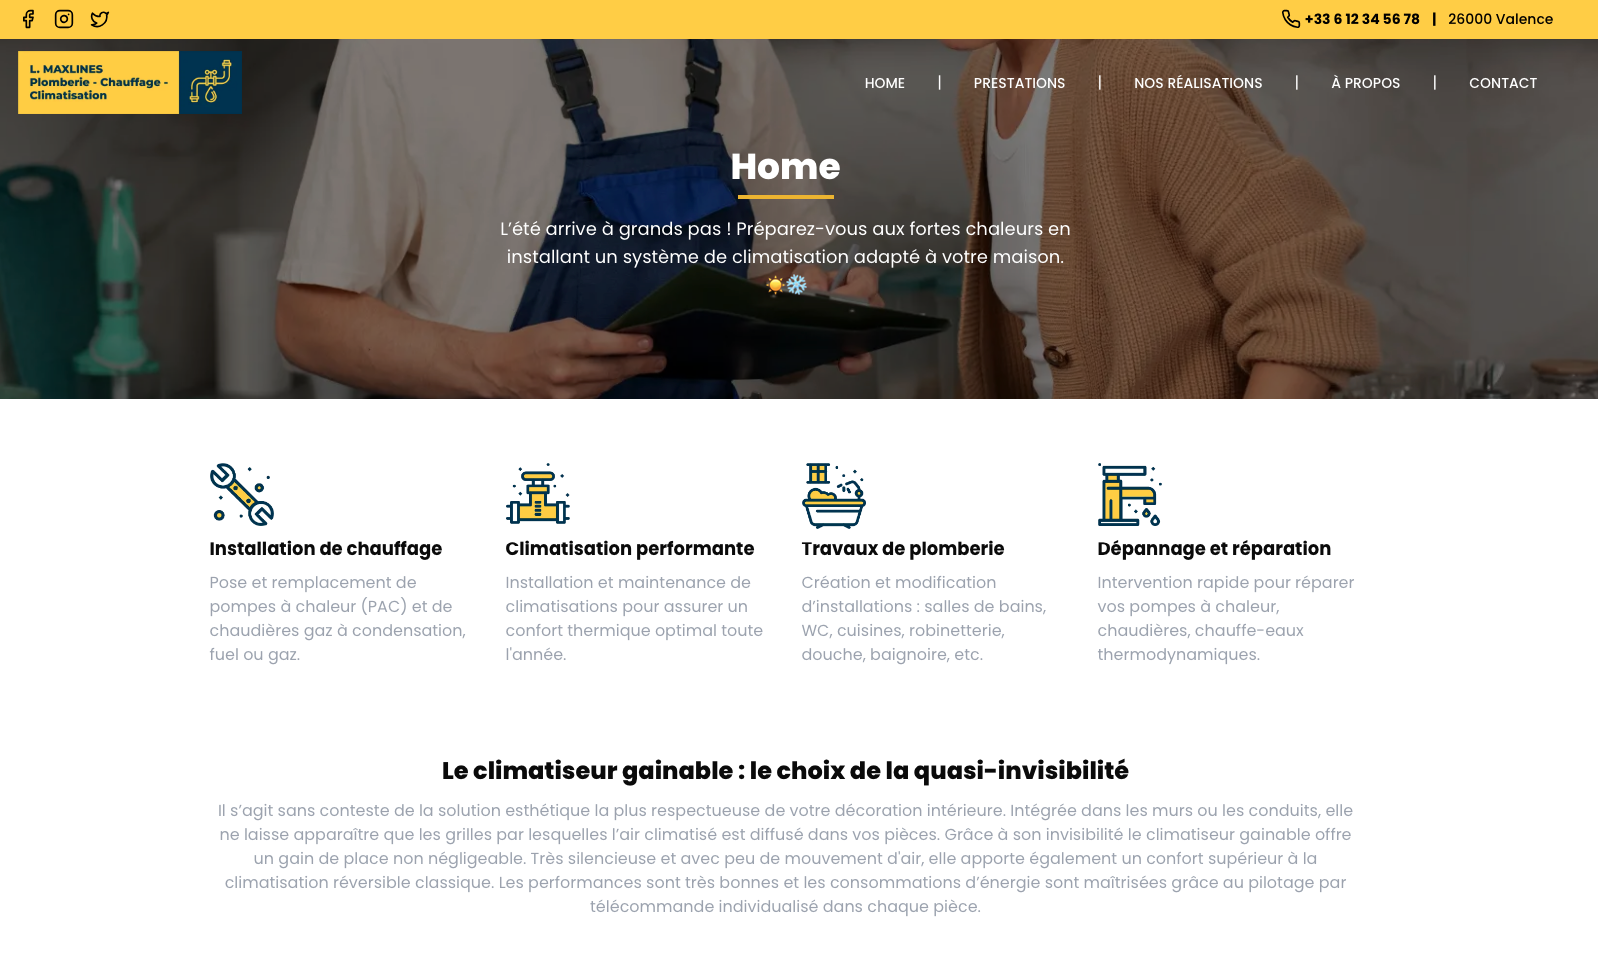 +33 6 12 34 56 78 | 26000 Valence
L. MAXLINES
Plomberie - Chauffage -
Climatisation
HOME | PRESTATIONS | NOS RÉALISATIONS | À PROPOS | CONTACT
Home
L’été arrive à grands pas ! Préparez-vous aux fortes chaleurs en
installant un système de climatisation adapté à votre maison.
☀️❄️
Installation de chauffage
Pose et remplacement de
pompes à chaleur (PAC) et de
chaudières gaz à condensation,
fuel ou gaz.
Climatisation performante
Installation et maintenance de
climatisations pour assurer un
confort thermique optimal toute
l'année.
Travaux de plomberie
Création et modification
d’installations : salles de bains,
WC, cuisines, robinetterie,
douche, baignoire, etc.
Dépannage et réparation
Intervention rapide pour réparer
vos pompes à chaleur,
chaudières, chauffe-eaux
thermodynamiques.
Le climatiseur gainable : le choix de la quasi-invisibilité
Il s’agit sans conteste de la solution esthétique la plus respectueuse de votre décoration intérieure. Intégrée dans les murs ou les conduits, elle
ne laisse apparaître que les grilles par lesquelles l’air climatisé est diffusé dans vos pièces. Grâce à son invisibilité le climatiseur gainable offre
un gain de place non négligeable. Très silencieuse et avec peu de mouvement d'air, elle apporte également un confort supérieur à la
climatisation réversible classique. Les performances sont très bonnes et les consommations d’énergie sont maîtrisées grâce au pilotage par
télécommande individualisé dans chaque pièce.